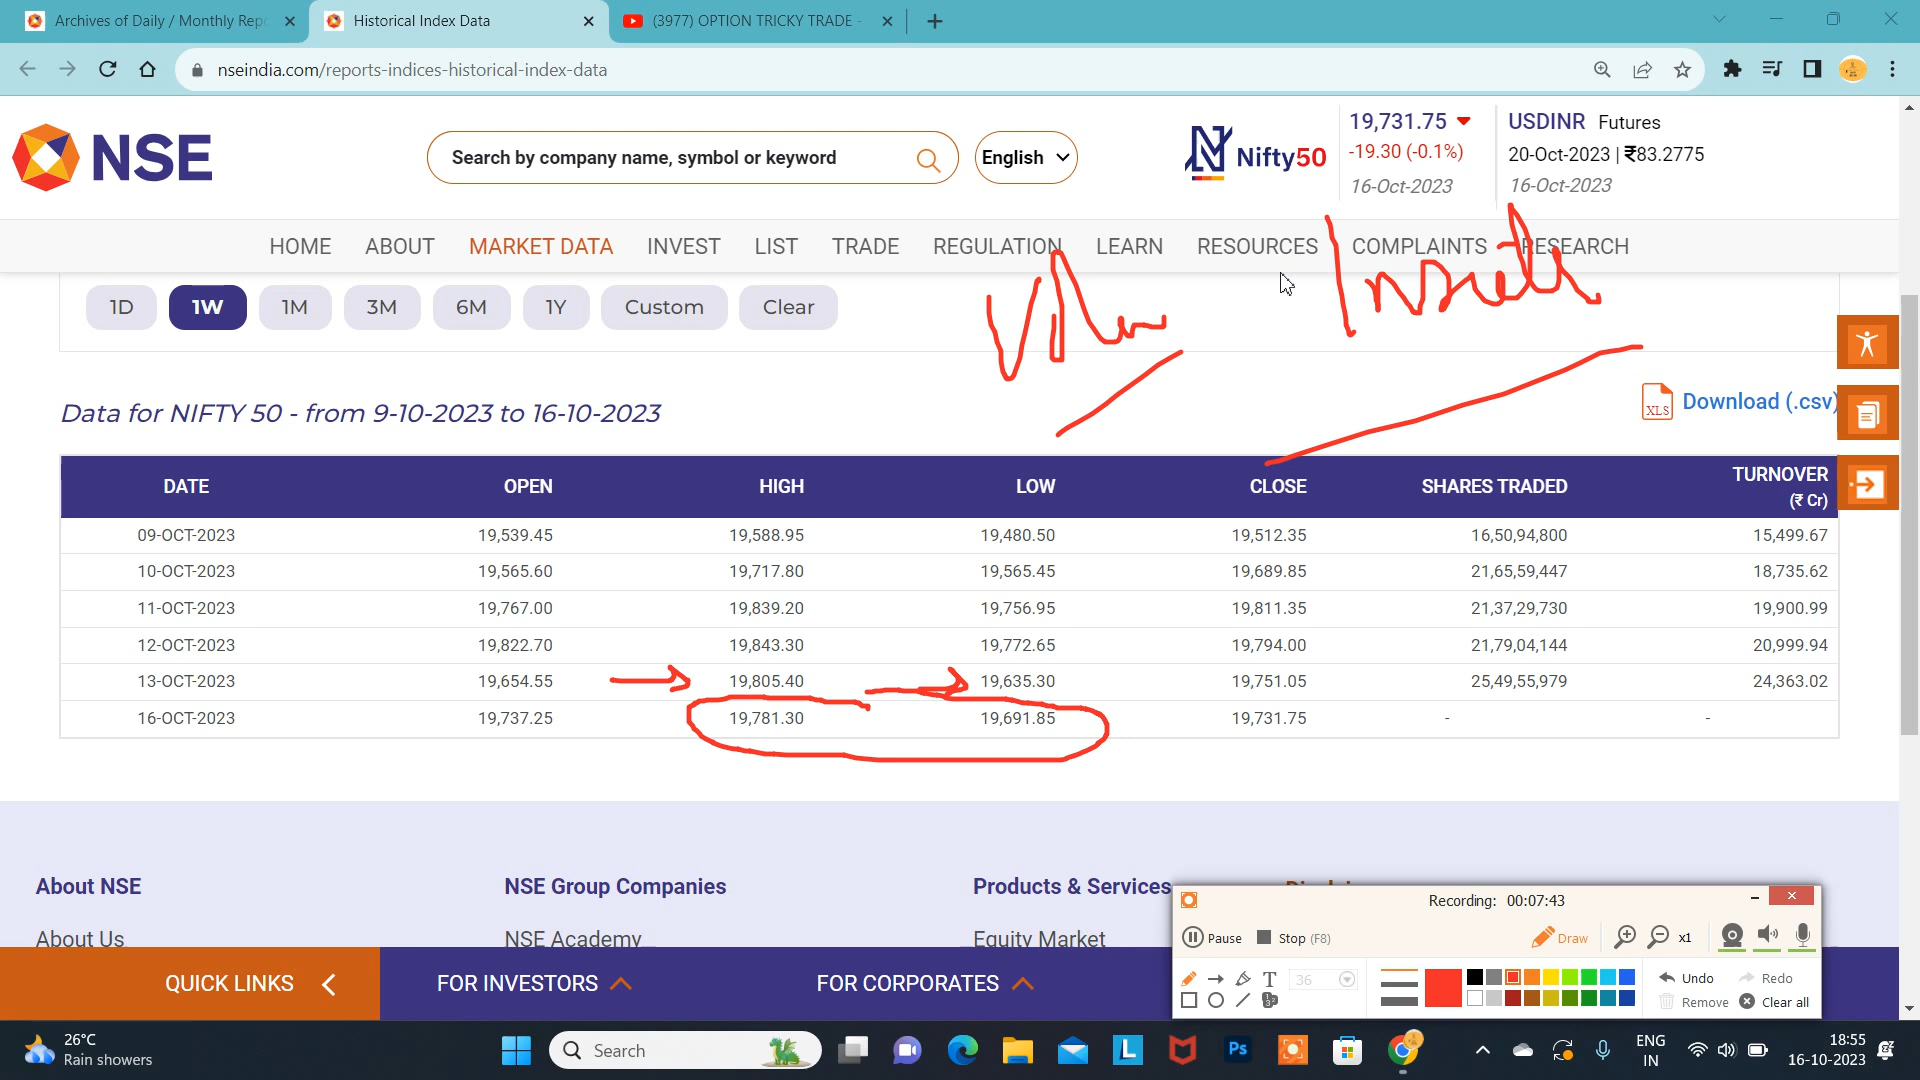 Archives of Daily / Monthly Rep
Historical Index Data
(3977) OPTION TRICKY TRADE -
nseindia.com/reports-indices-historical-index-data
NSE
Search by company name, symbol or keyword
English
Nifty50
19,731.75
-19.30 (-0.1%)
16-Oct-2023
USDINR Futures
20-Oct-2023 | ₹83.2775
16-Oct-2023
HOME ABOUT MARKET DATA INVEST LIST TRADE REGULATION LEARN RESOURCES COMPLAINTS RESEARCH
1D 1W 1M 3M 6M 1Y Custom Clear
Data for NIFTY 50 - from 9-10-2023 to 16-10-2023
XLS Download (.csv)
DATE OPEN HIGH LOW CLOSE SHARES TRADED TURNOVER (₹ Cr)
09-OCT-2023 19,539.45 19,588.95 19,480.50 19,512.35 16,50,94,800 15,499.67
10-OCT-2023 19,565.60 19,717.80 19,565.45 19,689.85 21,65,59,447 18,735.62
11-OCT-2023 19,767.00 19,839.20 19,756.95 19,811.35 21,37,29,730 19,900.99
12-OCT-2023 19,822.70 19,843.30 19,772.65 19,794.00 21,79,04,144 20,999.94
13-OCT-2023 19,654.55 19,805.40 19,635.30 19,751.05 25,49,55,979 24,363.02
16-OCT-2023 19,737.25 19,781.30 19,691.85 19,731.75 - -
About NSE
NSE Group Companies
Products & Services
About Us
NSE Academy
Equity Market
QUICK LINKS
FOR INVESTORS
FOR CORPORATES
Recording: 00:07:43
Pause Stop (F8) Draw x1
T 36 Undo Redo
Remove Clear all
26°C
Rain showers
Search
L
Ps
ENG
IN
18:55
16-10-2023